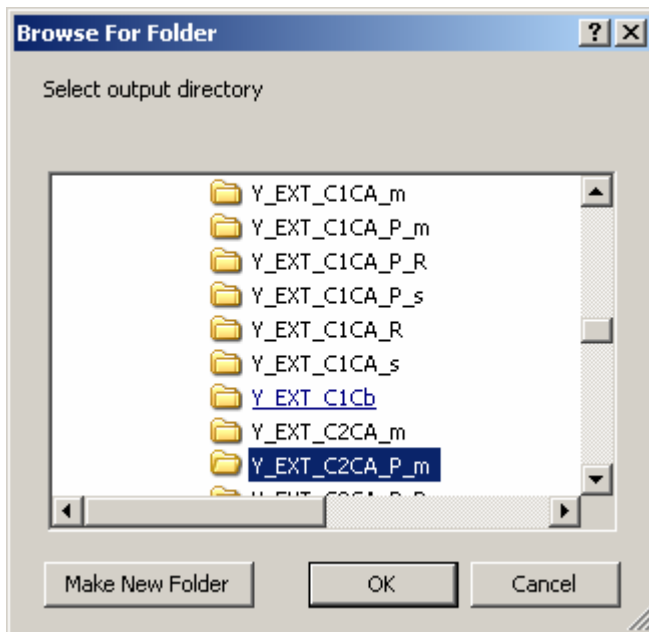 Browse For Folder
Select output directory
Y_EXT_C1CA_m
Y_EXT_C1CA_P_m
Y_EXT_C1CA_P_R
Y_EXT_C1CA_P_s
Y_EXT_C1CA_R
Y_EXT_C1CA_s
Y_EXT_C1Cb
Y_EXT_C2CA_m
Y_EXT_C2CA_P_m
Make New Folder OK Cancel